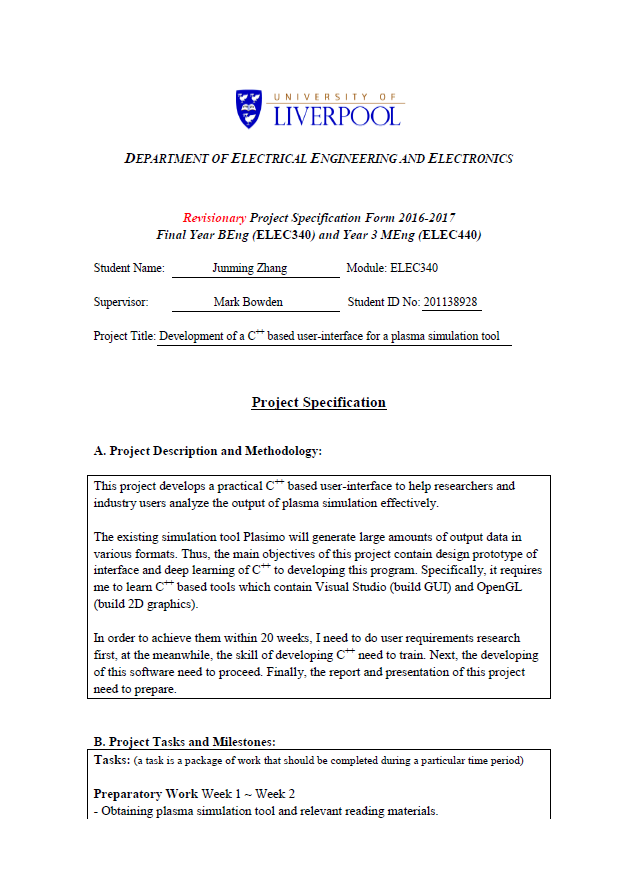 UNIVERSITY OF
LIVERPOOL
DEPARTMENT OF ELECTRICAL ENGINEERING AND ELECTRONICS
Revisionary Project Specification Form 2016-2017
Final Year BEng (ELEC340) and Year 3 MEng (ELEC440)
Student Name: Junming Zhang Module: ELEC340
Supervisor: Mark Bowden Student ID No: 201138928
Project Title: Development of a C++ based user-interface for a plasma simulation tool
Project Specification
A. Project Description and Methodology:
This project develops a practical C++ based user-interface to help researchers and
industry users analyze the output of plasma simulation effectively.
The existing simulation tool Plasimo will generate large amounts of output data in
various formats. Thus, the main objectives of this project contain design prototype of
interface and deep learning of C++ to developing this program. Specifically, it requires
me to learn C++ based tools which contain Visual Studio (build GUI) and OpenGL
(build 2D graphics).
In order to achieve them within 20 weeks, I need to do user requirements research
first, at the meanwhile, the skill of developing C++ need to train. Next, the developing
of this software need to proceed. Finally, the report and presentation of this project
need to prepare.
B. Project Tasks and Milestones:
Tasks: (a task is a package of work that should be completed during a particular time period)
Preparatory Work Week 1 ~ Week 2
- Obtaining plasma simulation tool and relevant reading materials.